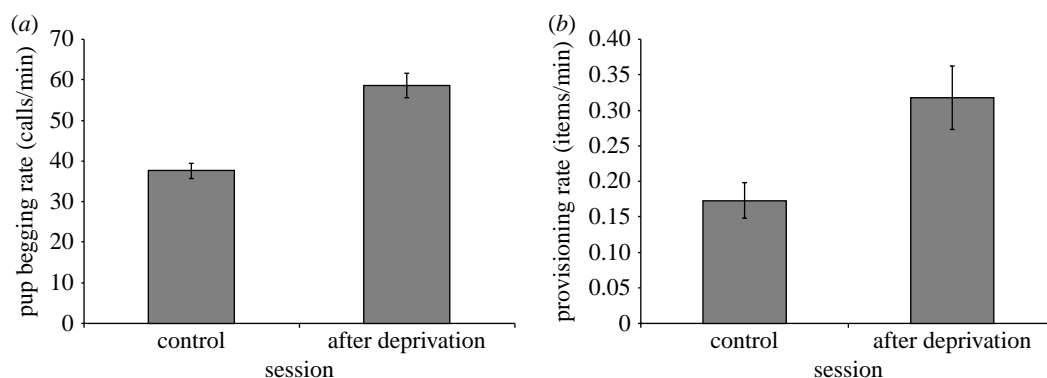 (a)
pup begging rate (calls/min)
70
60
50
40
30
20
10
0
control
after deprivation
session
(b)
provisioning rate (items/min)
0.40
0.35
0.30
0.25
0.20
0.15
0.10
0.05
0
control
after deprivation
session